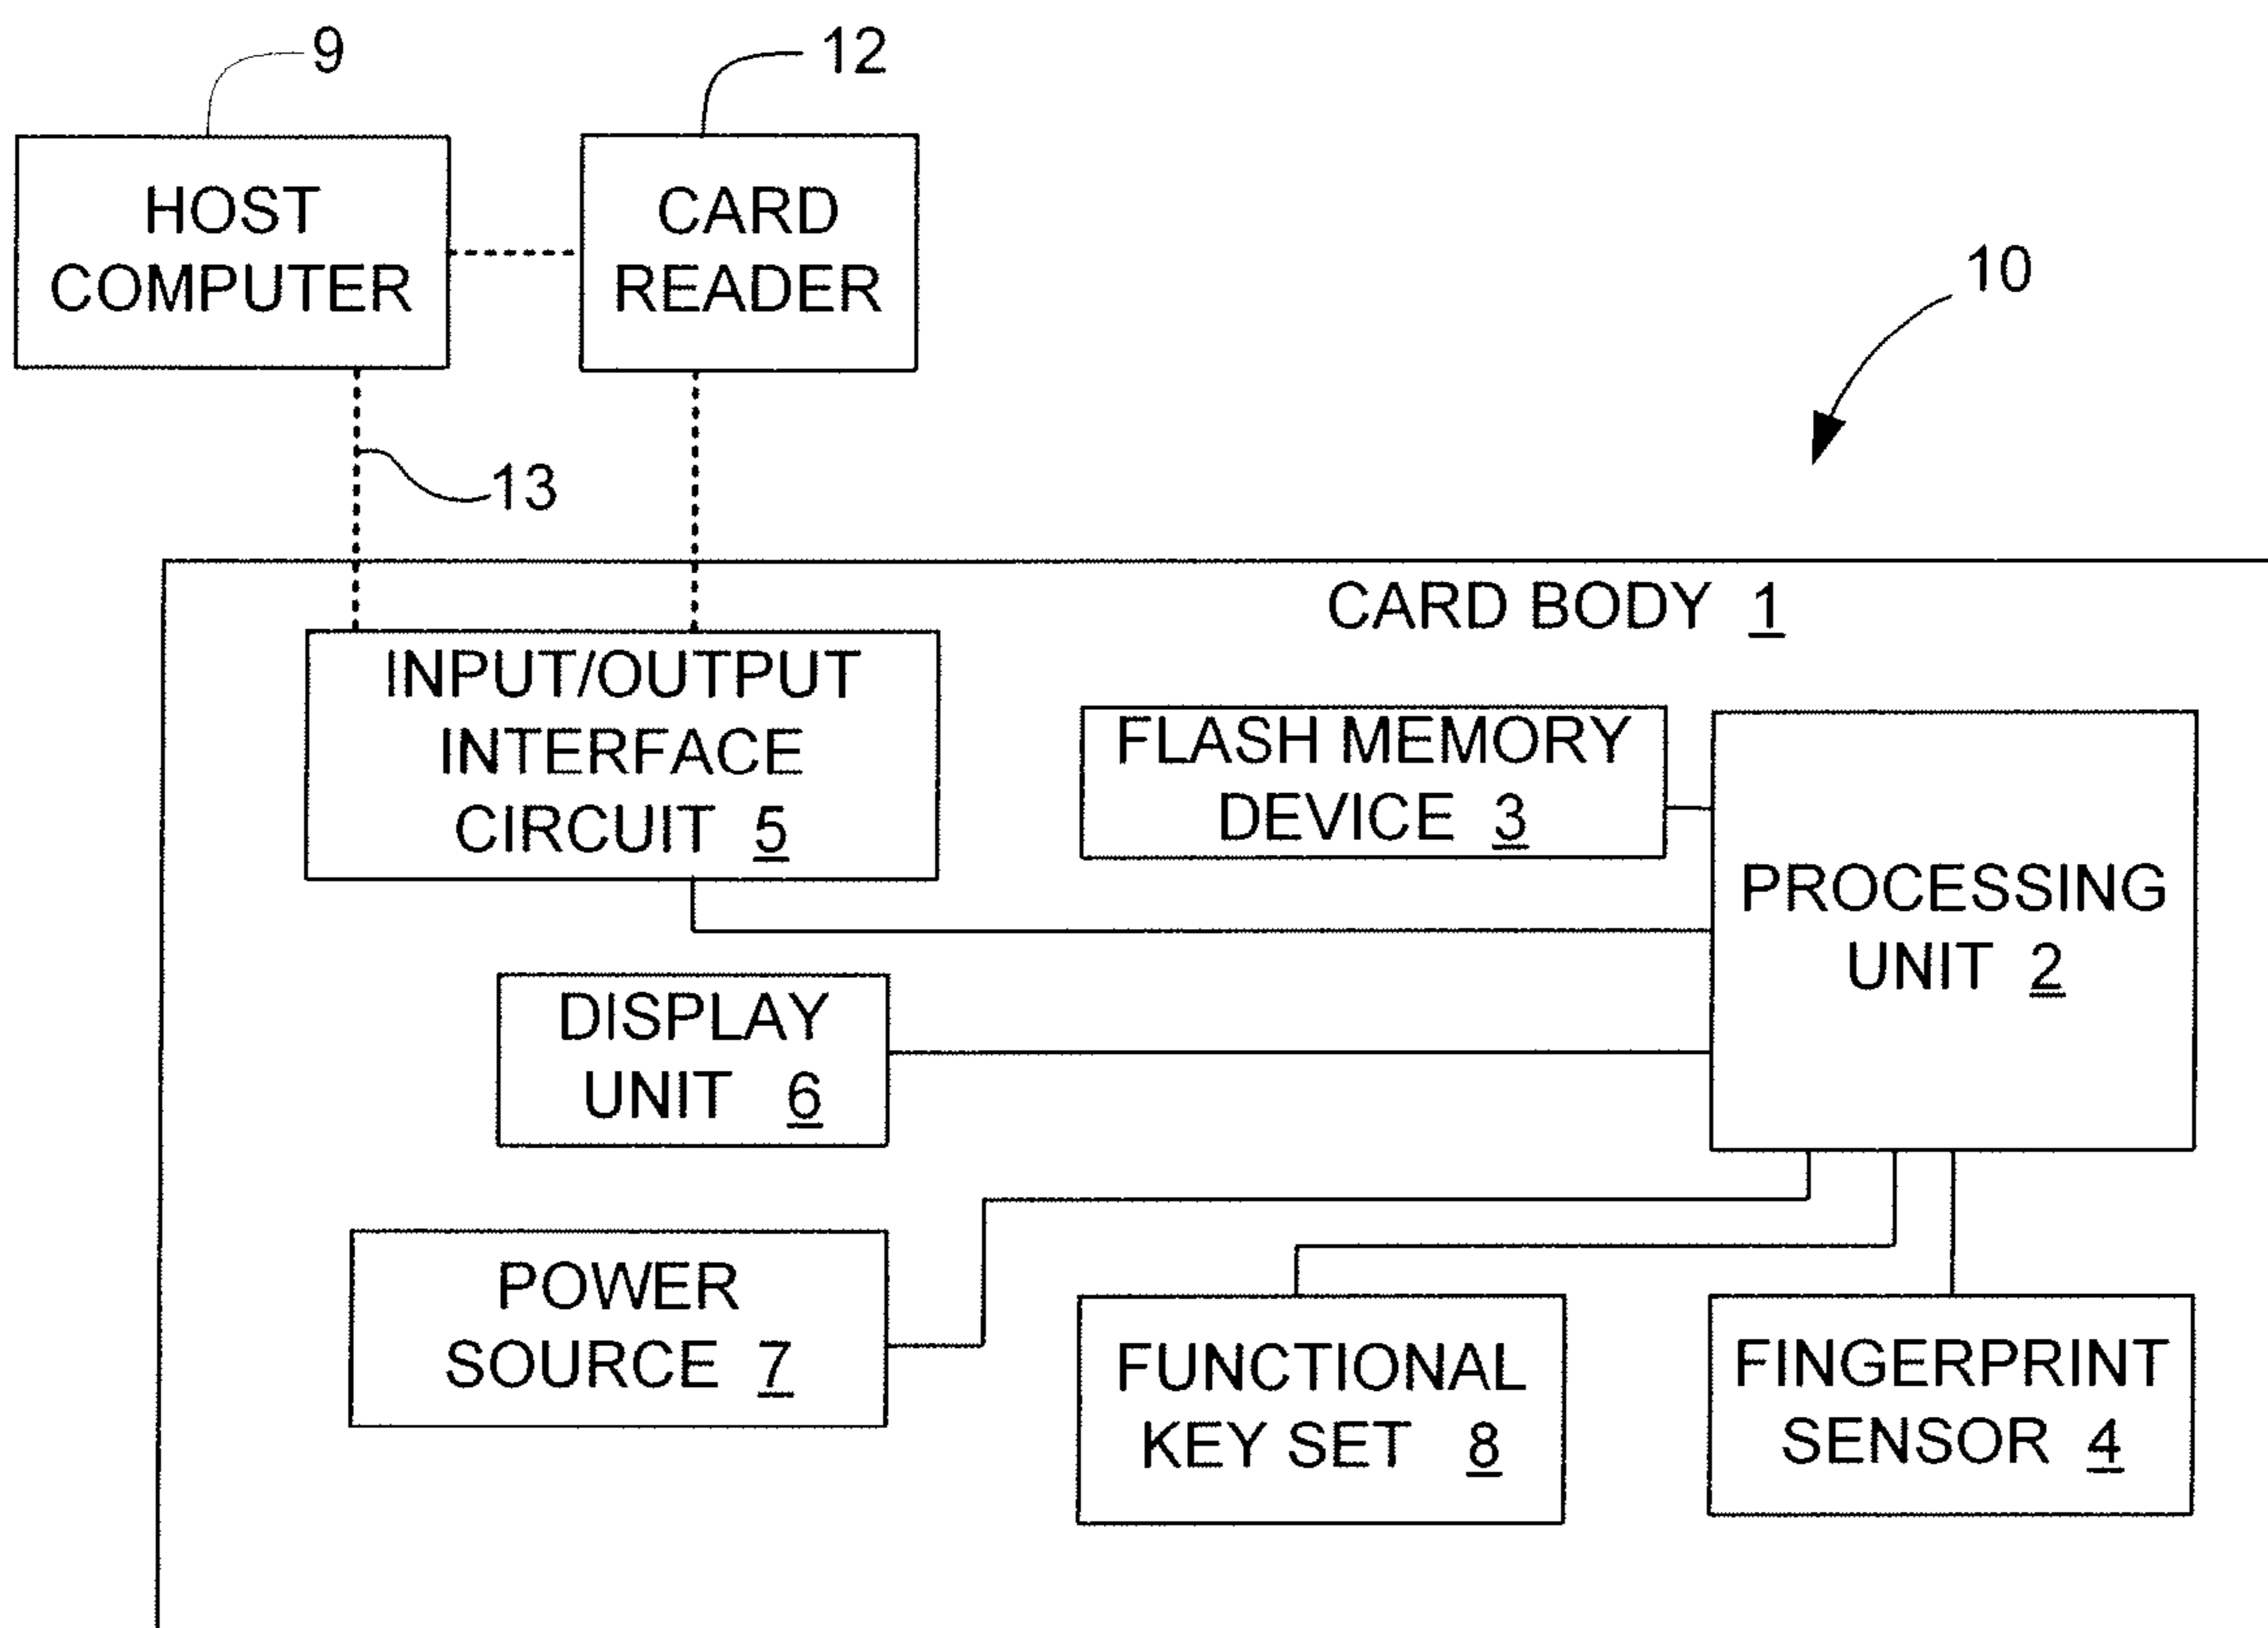 9
12
HOST
COMPUTER
CARD
READER
10
13
CARD BODY 1
INPUT/OUTPUT
INTERFACE
CIRCUIT 5
FLASH MEMORY
DEVICE 3
PROCESSING
UNIT 2
DISPLAY
UNIT 6
POWER
SOURCE 7
FUNCTIONAL
KEY SET 8
FINGERPRINT
SENSOR 4